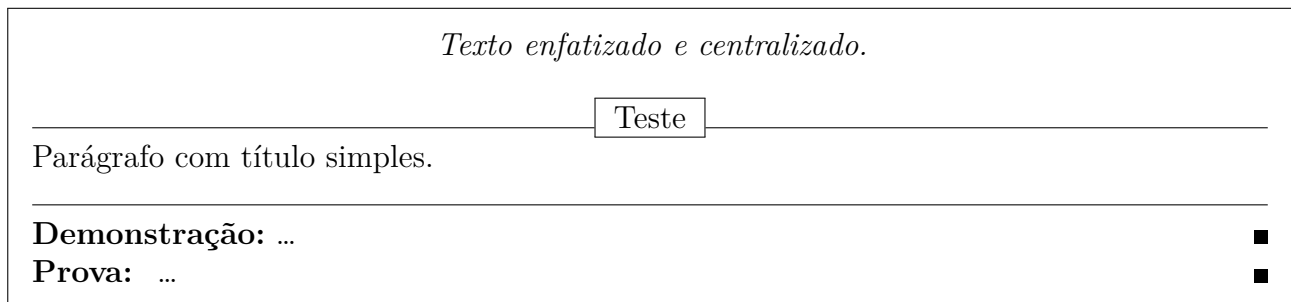 Texto enfatizado e centralizado.
Teste
Parágrafo com título simples.
Demonstração: … ■
Prova: … ■